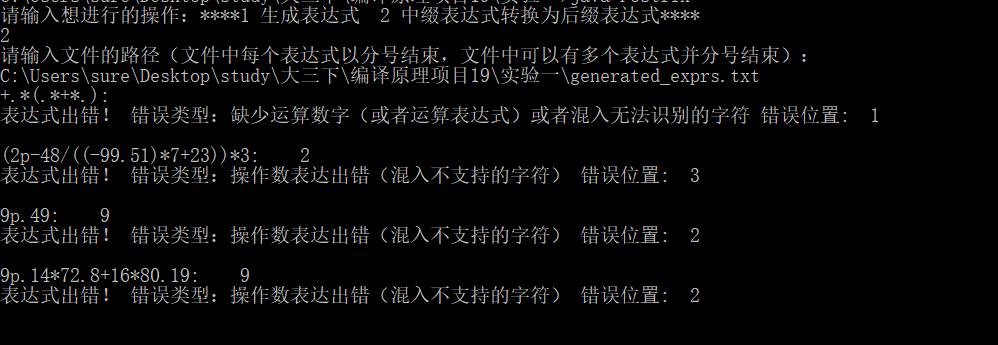 请输入想进行的操作：****1 生成表达式  2 中缀表达式转换为后缀表达式****
2
请输入文件的路径（文件中每个表达式以分号结束，文件中可以有多个表达式并分号结束）：
C:\Users\sure\Desktop\study\大三下\编译原理项目19\实验一\generated_exprs.txt
+.*(.*+*.):
表达式出错！ 错误类型：缺少运算数字（或者运算表达式）或者混入无法识别的字符 错误位置:  1
(2p-48/((-99.51)*7+23))*3:    2
表达式出错！ 错误类型：操作数表达出错（混入不支持的字符） 错误位置:  3
9p.49:    9
表达式出错！ 错误类型：操作数表达出错（混入不支持的字符） 错误位置:  2
9p.14*72.8+16*80.19:    9
表达式出错！ 错误类型：操作数表达出错（混入不支持的字符） 错误位置:  2